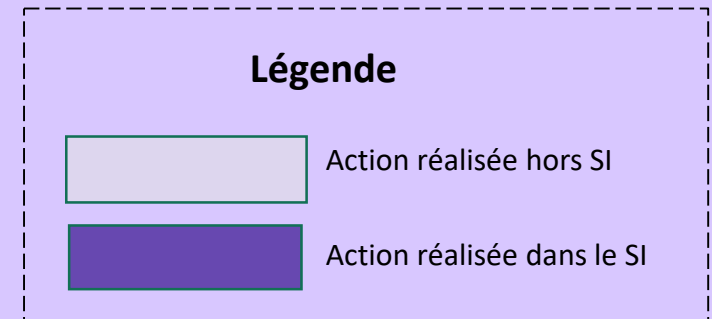 Légende
Action réalisée hors SI
Action réalisée dans le SI